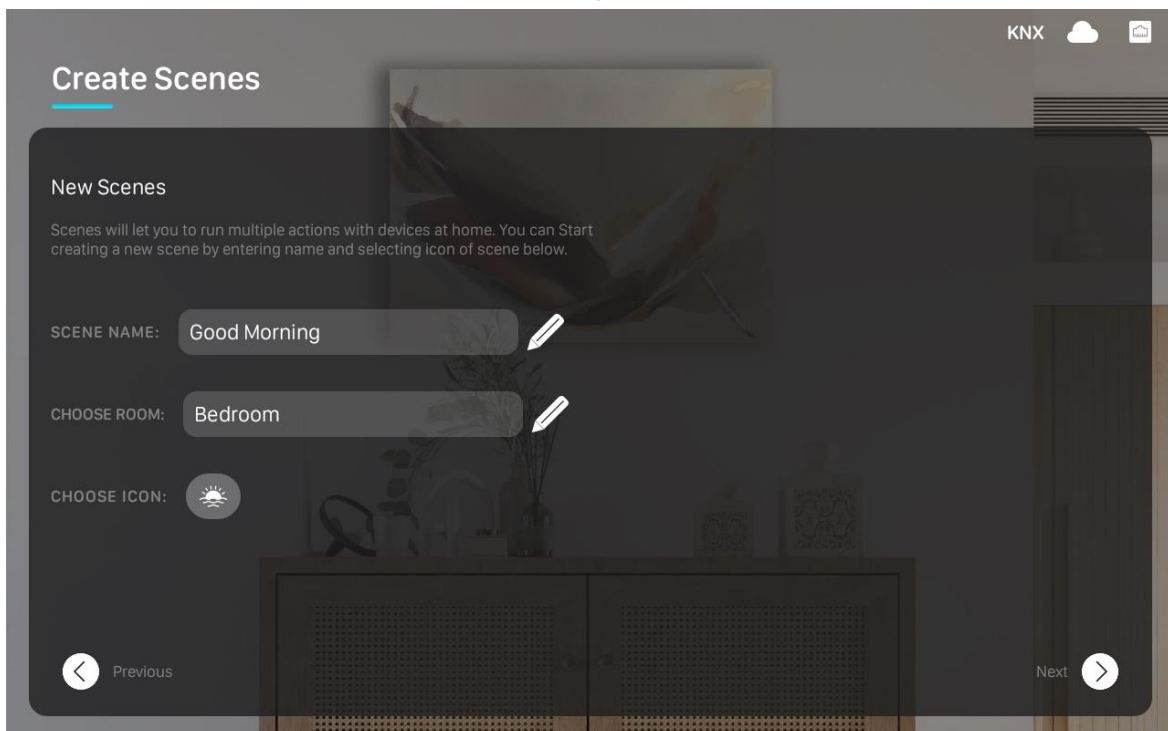 KNX
Create Scenes
New Scenes
Scenes will let you to run multiple actions with devices at home. You can Start
creating a new scene by entering name and selecting icon of scene below.
SCENE NAME: Good Morning
CHOOSE ROOM: Bedroom
CHOOSE ICON:
Previous Next